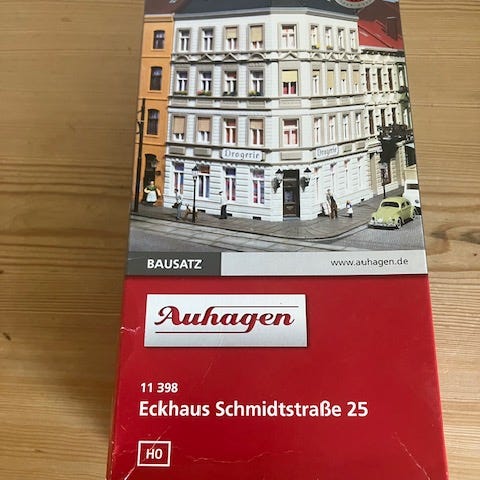 Drogerie
Drogerie
BAUSATZ
www.auhagen.de
Auhagen
11 398
Eckhaus Schmidtstraße 25
H0